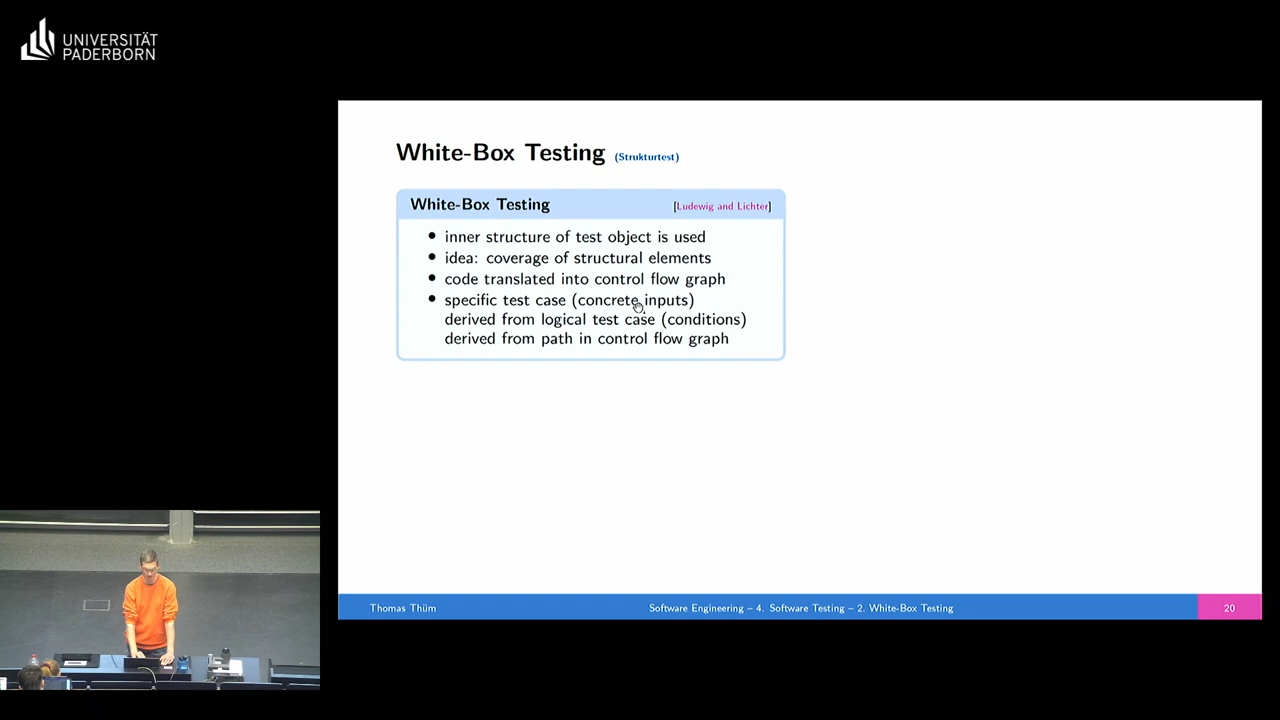 UNIVERSITÄT
PADERBORN
White-Box Testing (Strukturtest)
White-Box Testing [Ludewig and Lichter]
• inner structure of test object is used
• idea: coverage of structural elements
• code translated into control flow graph
• specific test case (concrete inputs)
derived from logical test case (conditions)
derived from path in control flow graph
Thomas Thüm Software Engineering – 4. Software Testing – 2. White-Box Testing 20